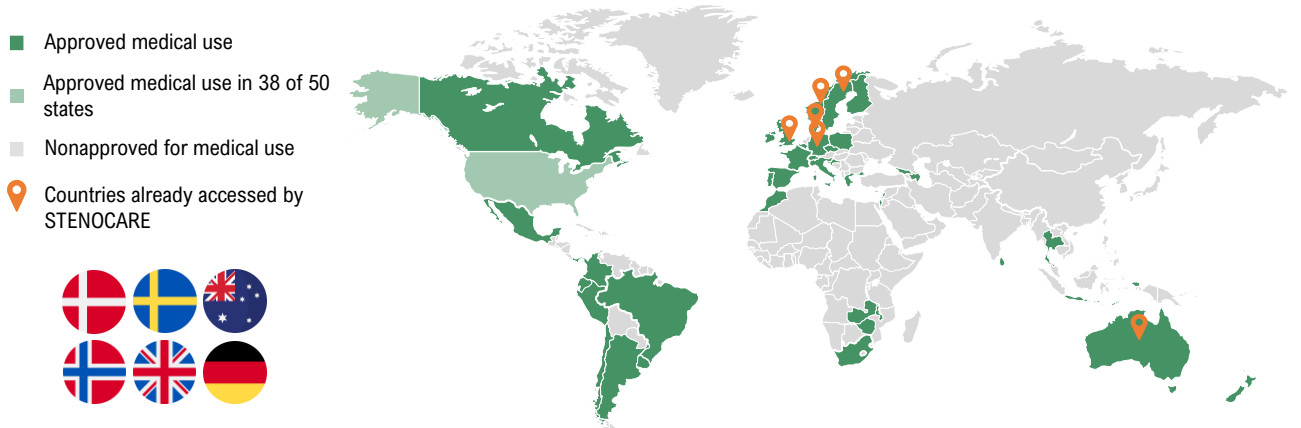 Approved medical use
Approved medical use in 38 of 50
states
Nonapproved for medical use
Countries already accessed by
STENOCARE